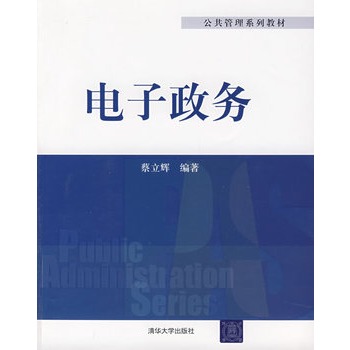 公共管理系列教材
电子政务
蔡立辉 编著
Public
Administration
Series
清华大学出版社